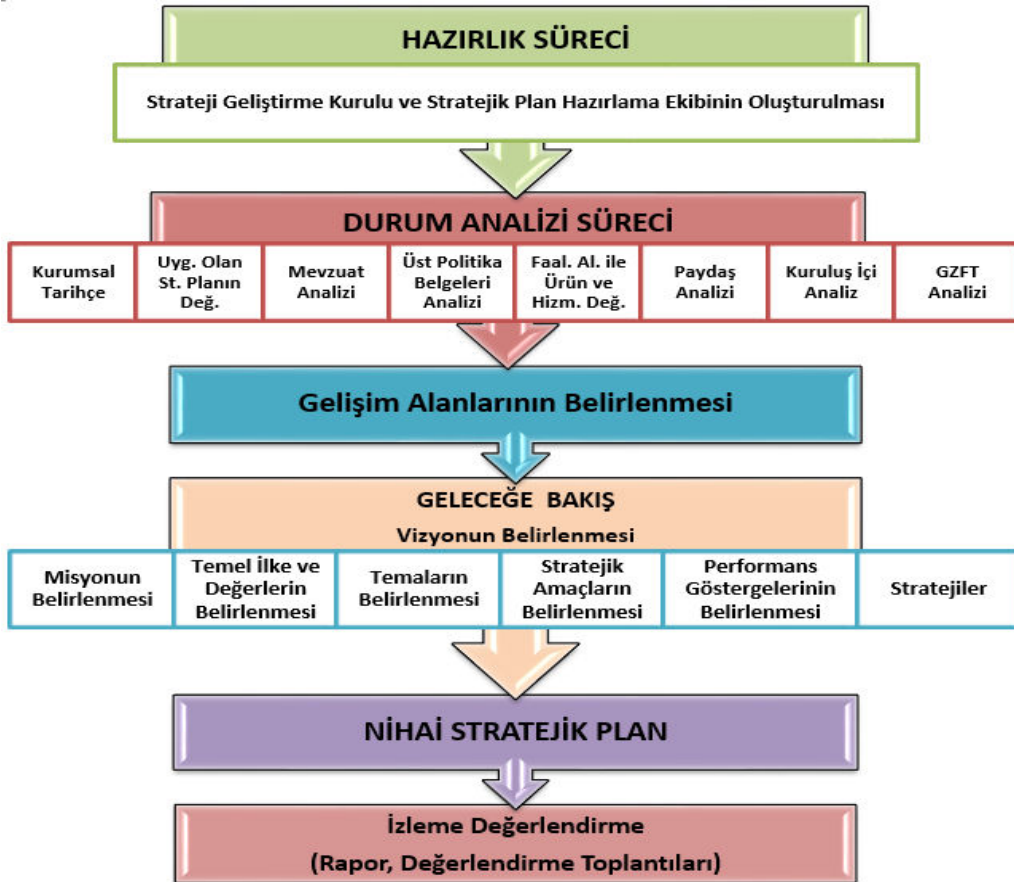 HAZIRLIK SÜRECİ
Strateji Geliştirme Kurulu ve Stratejik Plan Hazırlama Ekibinin Oluşturulması
DURUM ANALİZİ SÜRECİ
Kurumsal
Tarihçe
Uyg. Olan
St. Planın
Değ.
Mevzuat
Analizi
Üst Politika
Belgeleri
Analizi
Faal. Al. ile
Ürün ve
Hizm. Değ.
Paydaş
Analizi
Kuruluş İçi
Analiz
GZFT
Analizi
Gelişim Alanlarının Belirlenmesi
GELECEĞE BAKIŞ
Vizyonun Belirlenmesi
Misyonun
Belirlenmesi
Temel İlke ve
Değerlerin
Belirlenmesi
Temaların
Belirlenmesi
Stratejik
Amaçların
Belirlenmesi
Performans
Göstergelerinin
Belirlenmesi
Stratejiler
NİHAİ STRATEJİK PLAN
İzleme Değerlendirme
(Rapor, Değerlendirme Toplantıları)